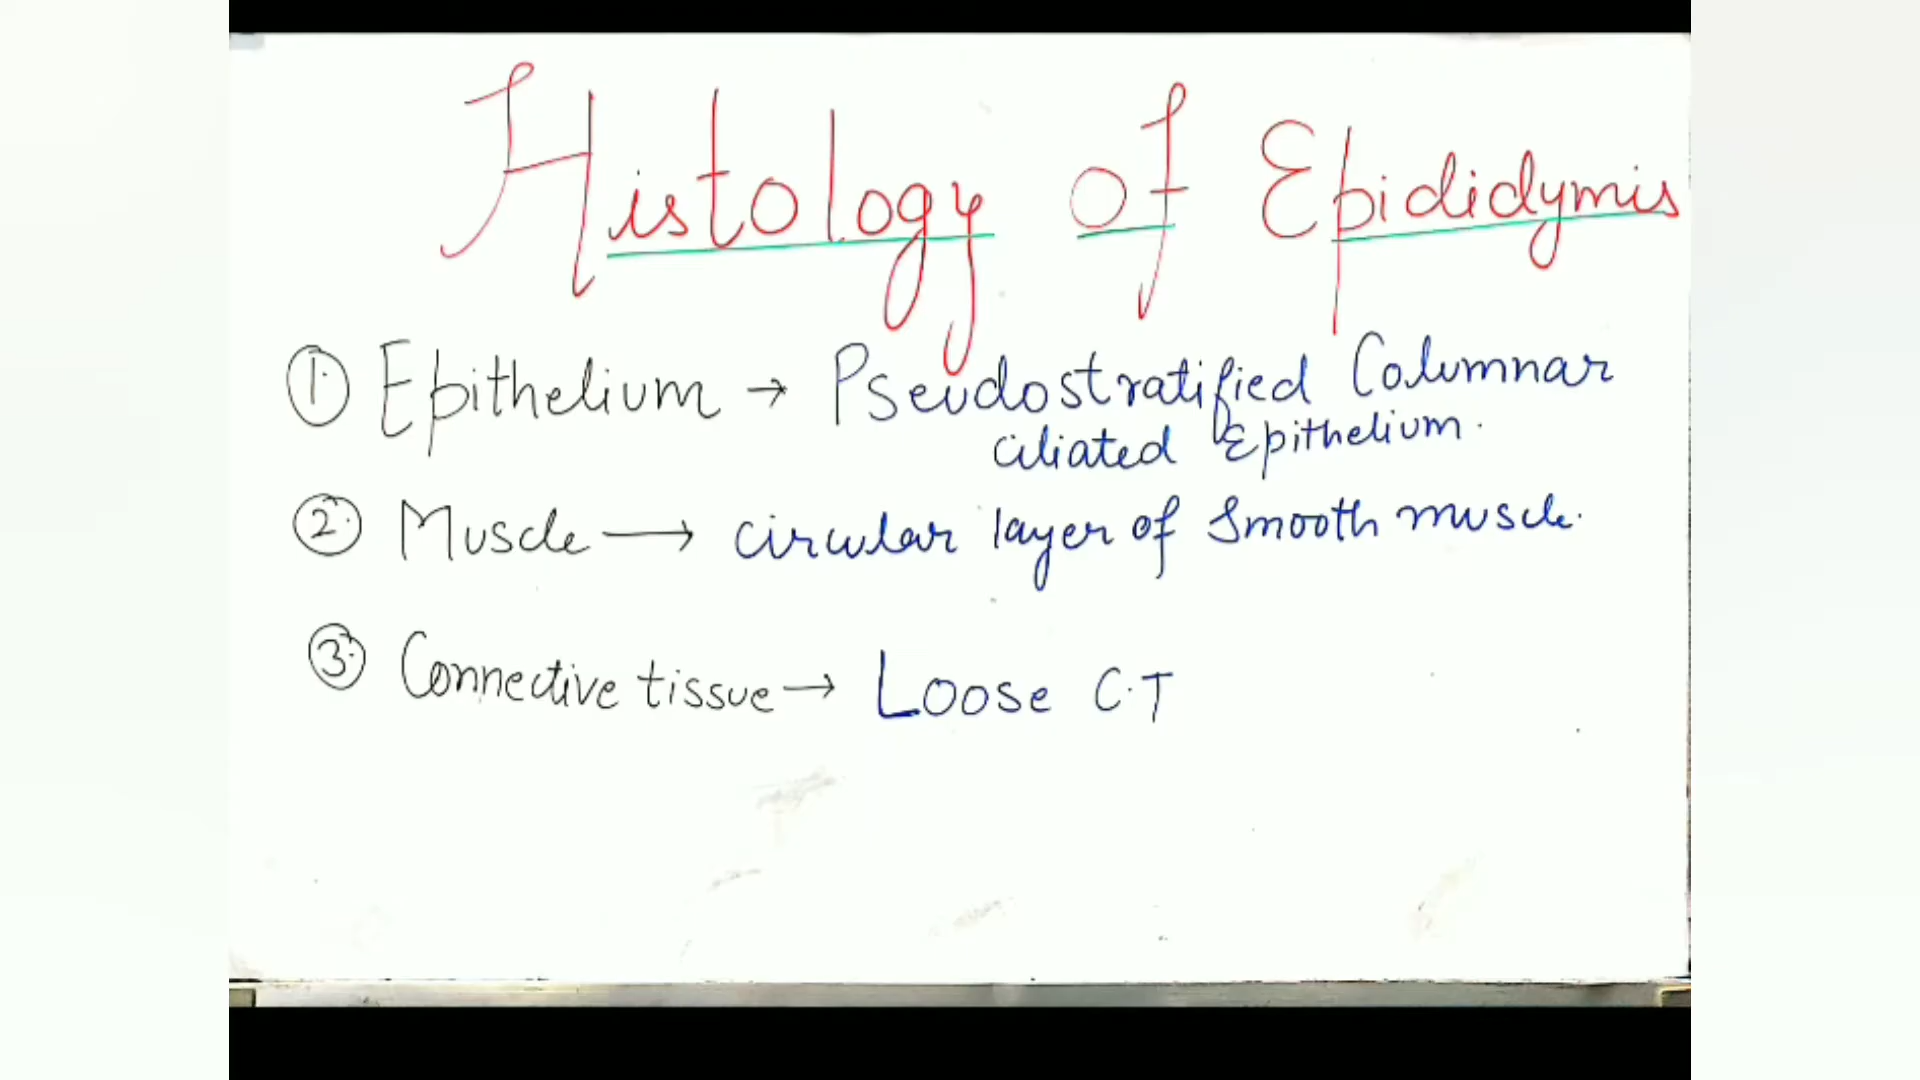 Histology of Epididymis
1. Epithelium → Pseudostratified Columnar
ciliated Epithelium.
2. Muscle → circular layer of Smooth muscle.
3. Connective tissue → Loose C.T